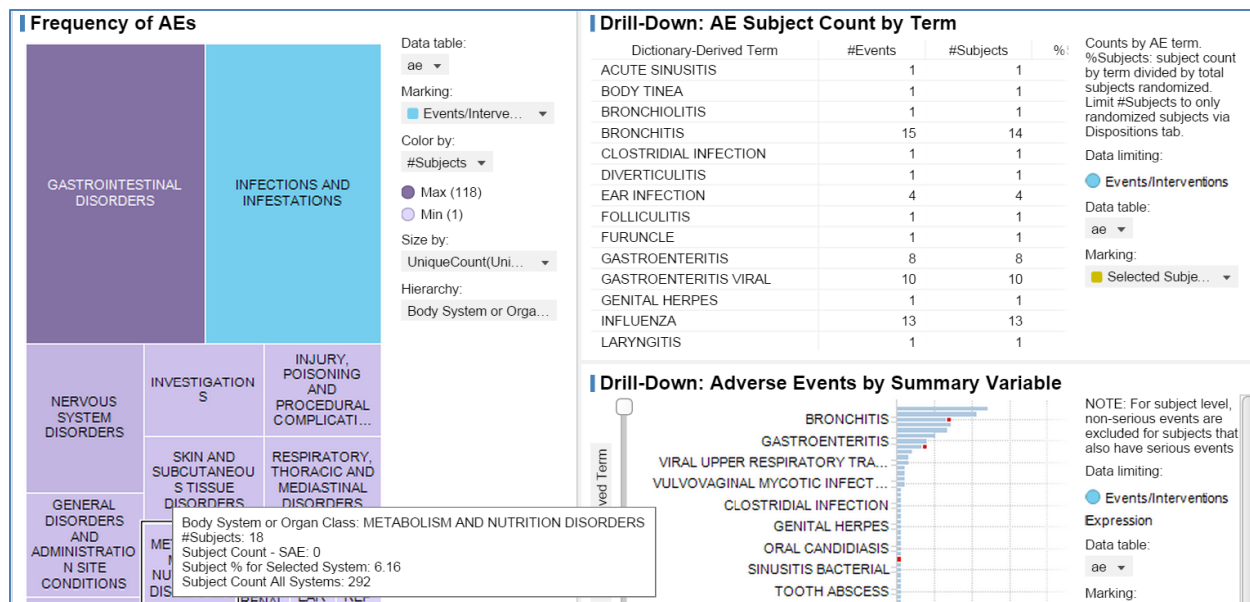 Frequency of AEs
GASTROINTESTINAL
DISORDERS
INFECTIONS AND
INFESTATIONS
NERVOUS
SYSTEM
DISORDERS
INVESTIGATION
S
INJURY,
POISONING
AND
PROCEDURAL
COMPLICATI...
SKIN AND
SUBCUTANEOU
S TISSUE
DISORDERS
RESPIRATORY,
THORACIC AND
MEDIASTINAL
DISORDERS
GENERAL
DISORDERS
AND
ADMINISTRATIO
N SITE
CONDITIONS
Body System or Organ Class: METABOLISM AND NUTRITION DISORDERS
#Subjects: 18
Subject Count - SAE: 0
Subject % for Selected System: 6.16
Subject Count All Systems: 292
Data table:
ae
Marking:
Events/Interve...
Color by:
#Subjects
Max (118)
Min (1)
Size by:
UniqueCount(Uni...
Hierarchy:
Body System or Orga...
Drill-Down: AE Subject Count by Term
Dictionary-Derived Term #Events #Subjects
ACUTE SINUSITIS 1 1
BODY TINEA 1 1
BRONCHIOLITIS 1 1
BRONCHITIS 15 14
CLOSTRIDIAL INFECTION 1 1
DIVERTICULITIS 1 1
EAR INFECTION 4 4
FOLLICULITIS 1 1
FURUNCLE 1 1
GASTROENTERITIS 8 8
GASTROENTERITIS VIRAL 10 10
GENITAL HERPES 1 1
INFLUENZA 13 13
LARYNGITIS 1 1
Counts by AE term.
%Subjects: subject count
by term divided by total
subjects randomized.
Limit #Subjects to only
randomized subjects via
Dispositions tab.
Data limiting:
Events/Interventions
Data table:
ae
Marking:
Selected Subje...
Drill-Down: Adverse Events by Summary Variable
BRONCHITIS
GASTROENTERITIS
VIRAL UPPER RESPIRATORY TRA...
VULVOVAGINAL MYCOTIC INFECT...
CLOSTRIDIAL INFECTION
GENITAL HERPES
ORAL CANDIDIASIS
SINUSITIS BACTERIAL
TOOTH ABSCESS
Term
NOTE: For subject level,
non-serious events are
excluded for subjects that
also have serious events
Data limiting:
Events/Interventions
Expression
Data table:
ae
Marking: